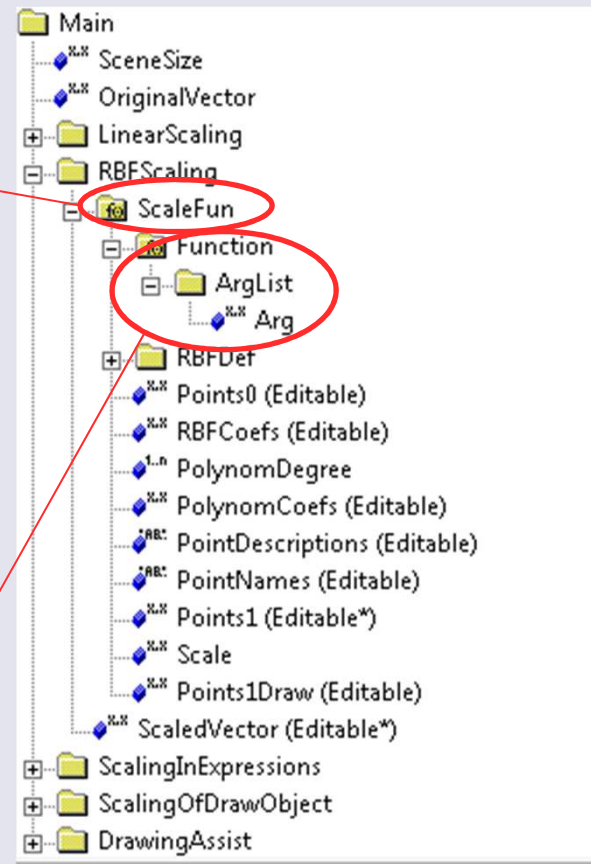 Main
SceneSize
OriginalVector
LinearScaling
RBFScaling
ScaleFun
Function
ArgList
Arg
RBFDef
Points0 (Editable)
RBFCoefs (Editable)
PolynomDegree
PolynomCoefs (Editable)
PointDescriptions (Editable)
PointNames (Editable)
Points1 (Editable*)
Scale
Points1Draw (Editable)
ScaledVector (Editable*)
ScalingInExpressions
ScalingOfDrawObject
DrawingAssist